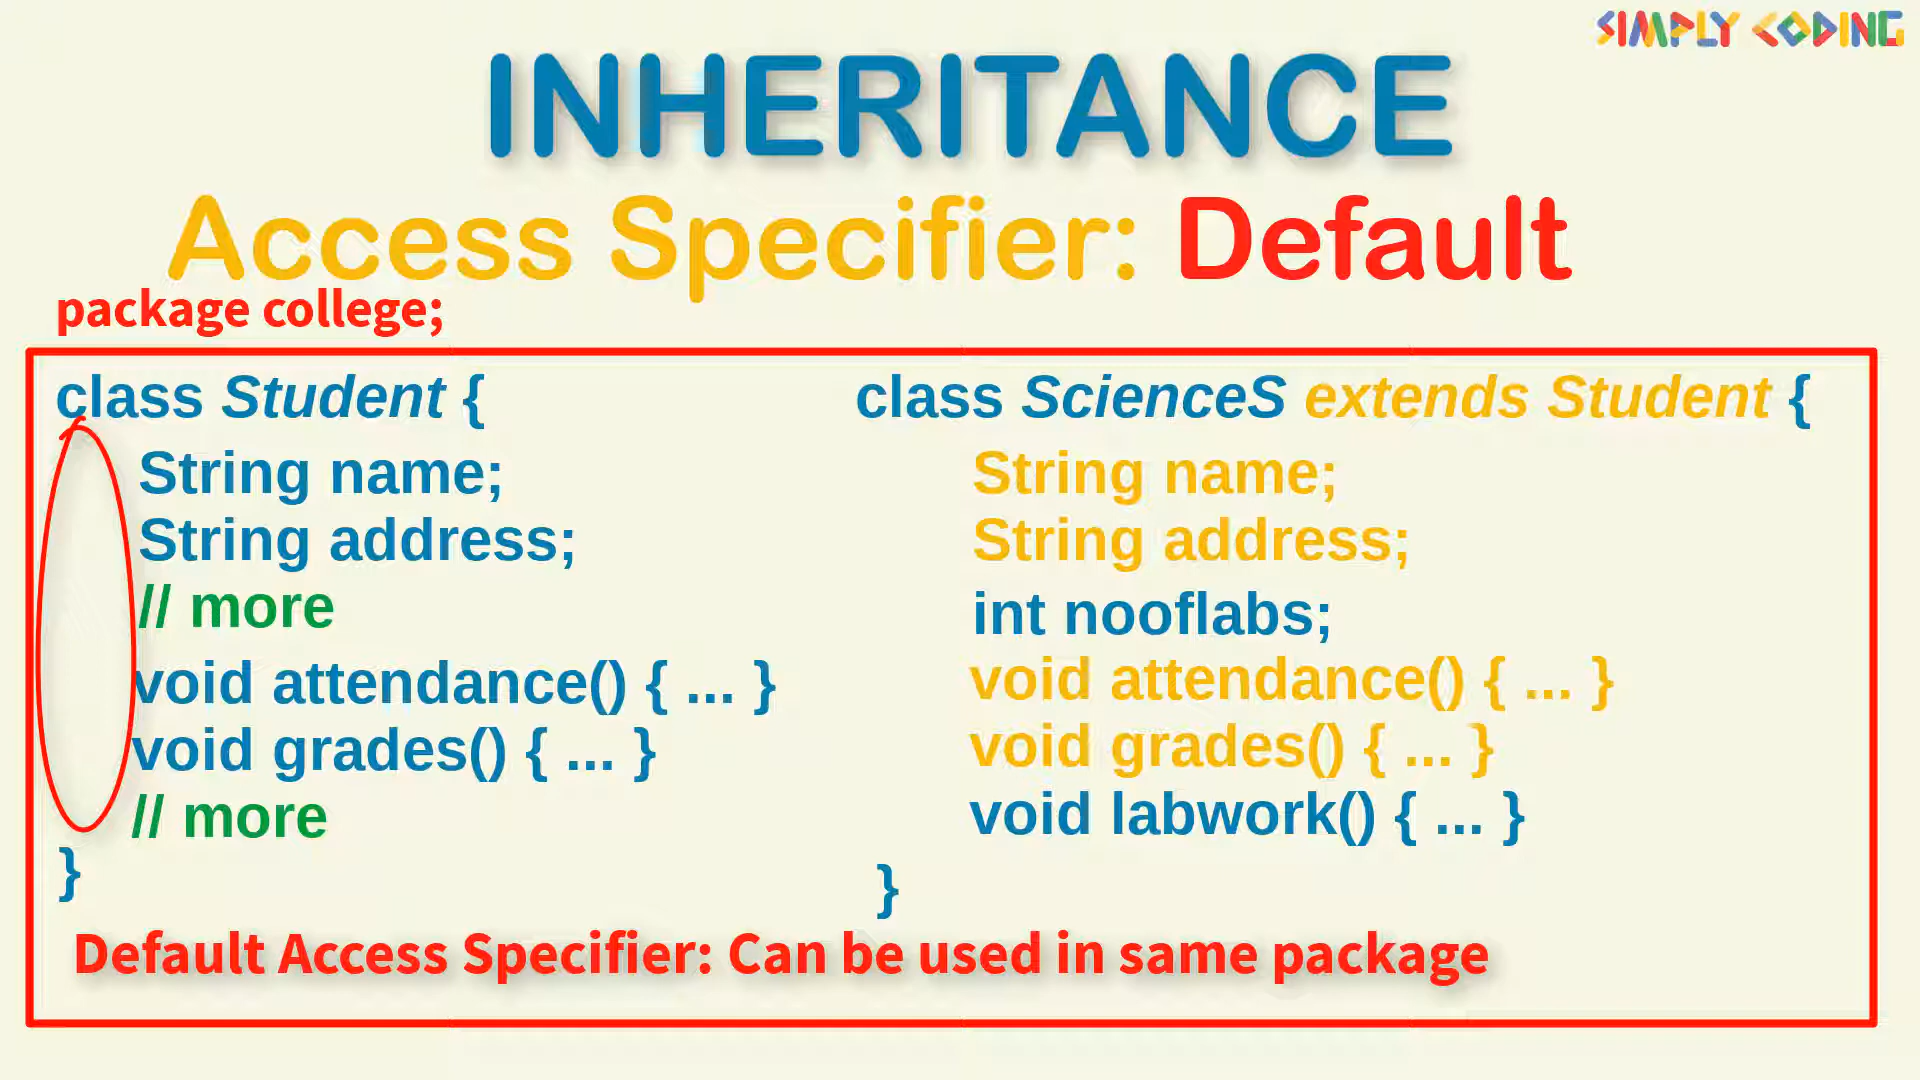 SIMPLY CODING
INHERITANCE
Access Specifier: Default
package college;
class Student {
String name;
String address;
// more
void attendance() { ... }
void grades() { ... }
// more
}
class ScienceS extends Student {
String name;
String address;
int nooflabs;
void attendance() { ... }
void grades() { ... }
void labwork() { ... }
}
Default Access Specifier: Can be used in same package